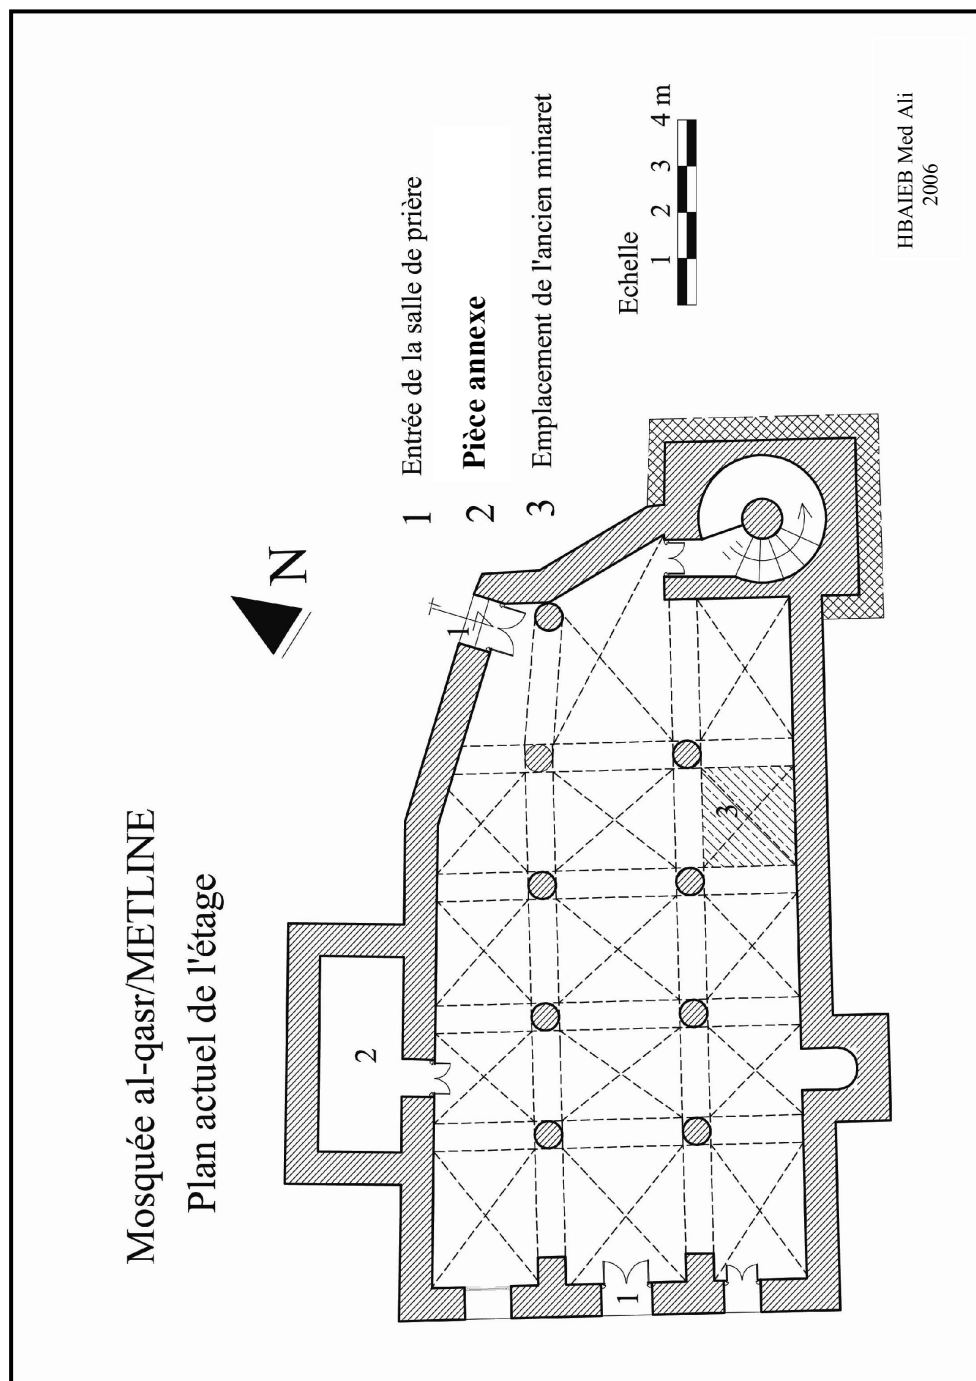 Mosquée al-qasr/METLINE
Plan actuel de l'étage
N
1 Entrée de la salle de prière
2 Pièce annexe
3 Emplacement de l'ancien minaret
Echelle
1 2 3 4 m
2
1
3
1
HBAIEB Med Ali
2006